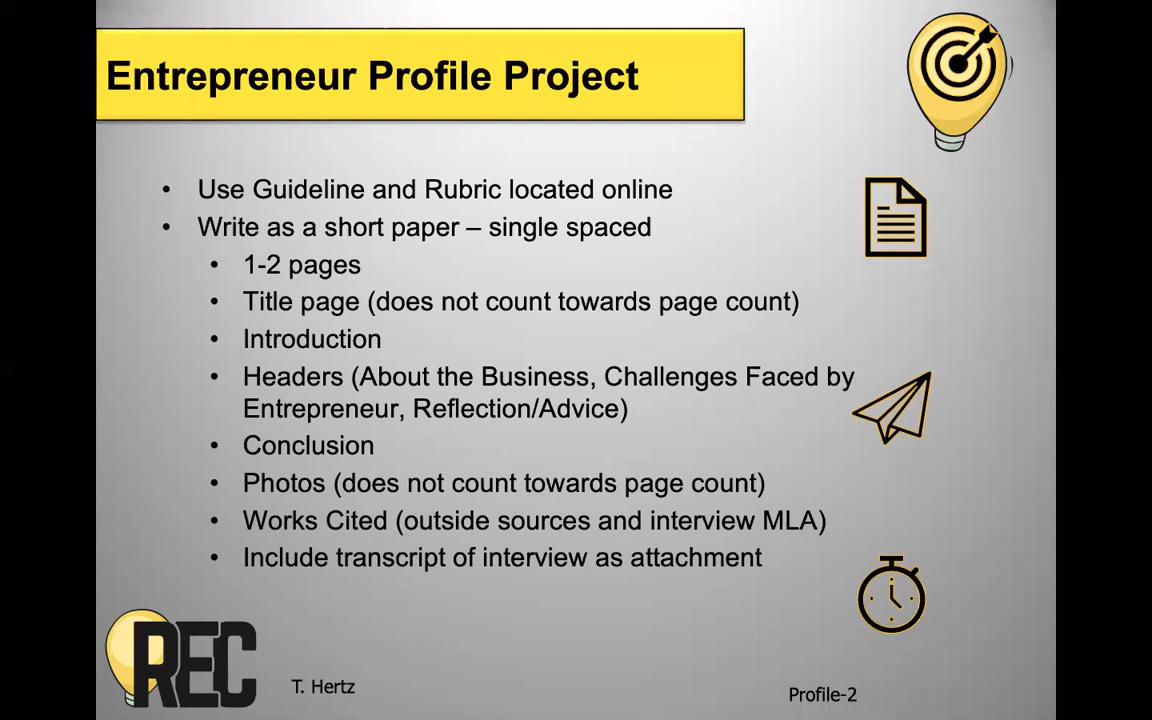 Entrepreneur Profile Project
• Use Guideline and Rubric located online
• Write as a short paper – single spaced
• 1-2 pages
• Title page (does not count towards page count)
• Introduction
• Headers (About the Business, Challenges Faced by
Entrepreneur, Reflection/Advice)
• Conclusion
• Photos (does not count towards page count)
• Works Cited (outside sources and interview MLA)
• Include transcript of interview as attachment
REC
T. Hertz
Profile-2